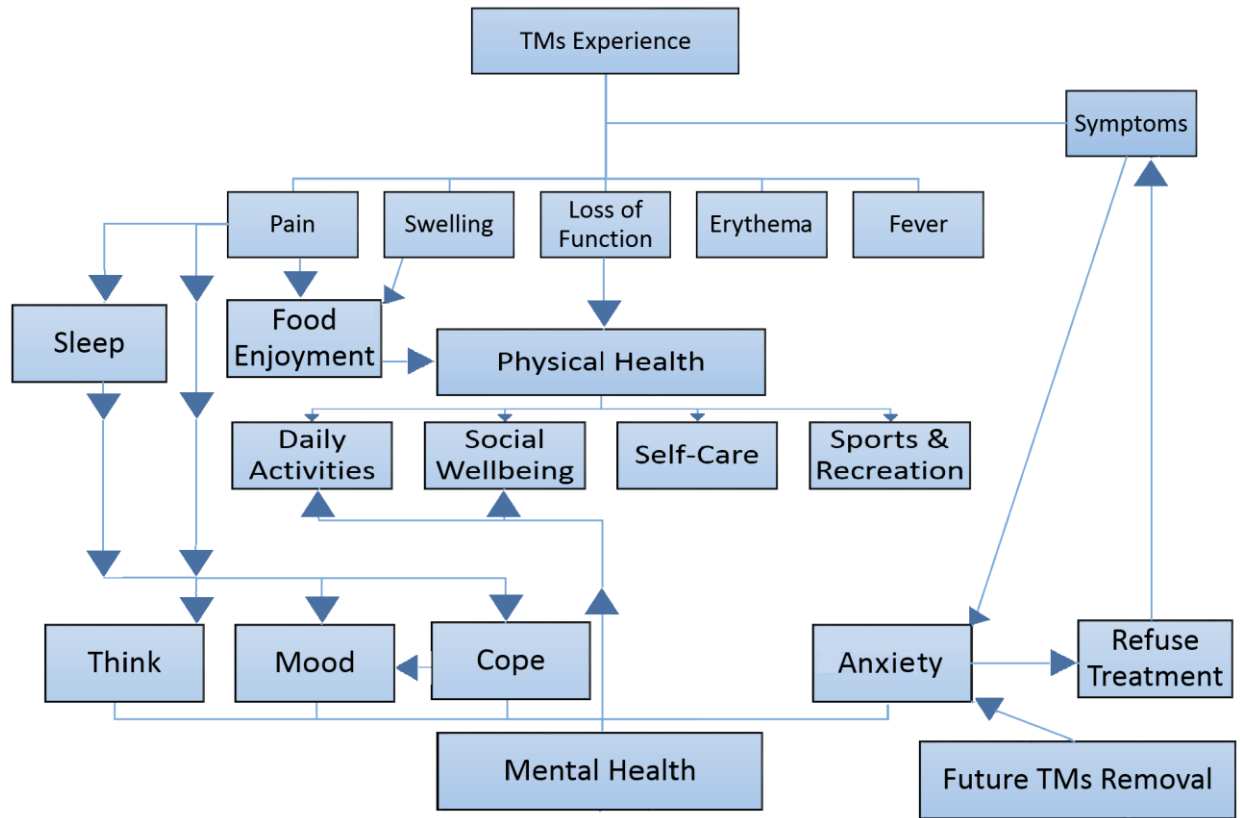 TMs Experience
Symptoms
Pain
Swelling
Loss of
Function
Erythema
Fever
Sleep
Food
Enjoyment
Physical Health
Daily
Activities
Social
Wellbeing
Self-Care
Sports &
Recreation
Think
Mood
Cope
Anxiety
Refuse
Treatment
Mental Health
Future TMs Removal